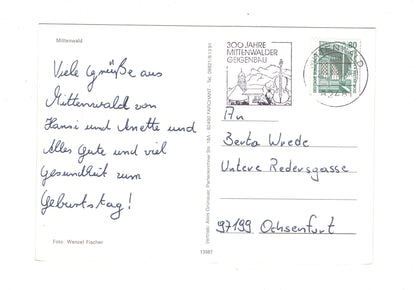 Mittenwald
Viele Grüße aus
Mittenwald von
Hansi und Anette und
Alles Gute und viel
gesundheit zum
Geburtstag!
Foto: Wenzel Fischer
13987
300 JAHRE
MITTENWALDER
GEIGENBAU
80
An
Berta Wrede
Untere Redersgasse
97199 Ochsenfurt